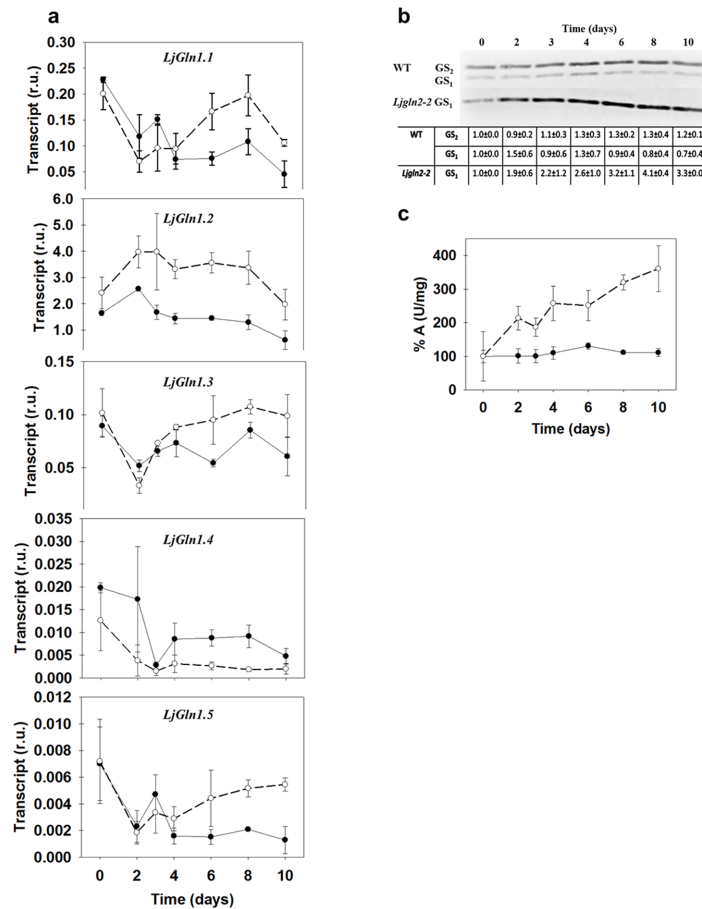 a
LjGln1.1
Transcript (r.u.)
0.30
0.25
0.20
0.15
0.10
0.05
LjGln1.2
Transcript (r.u.)
6.0
4.0
3.0
2.0
1.0
LjGln1.3
Transcript (r.u.)
0.15
0.10
0.05
LjGln1.4
Transcript (r.u.)
0.035
0.030
0.025
0.020
0.015
0.010
0.005
0.000
LjGln1.5
Transcript (r.u.)
0.012
0.010
0.008
0.006
0.004
0.002
0.000
0 2 4 6 8 10
Time (days)
b
Time (days)
0 2 3 4 6 8 10
WT GS2
GS1
Ljgln2-2 GS1
WT GS2 1.0±0.0 0.9±0.2 1.1±0.3 1.3±0.3 1.3±0.2 1.3±0.4 1.2±0.1
GS1 1.0±0.0 1.5±0.6 0.9±0.6 1.3±0.7 0.9±0.4 0.8±0.4 0.7±0.4
Ljgln2-2 GS1 1.0±0.0 1.9±0.6 2.2±1.2 2.6±1.0 3.2±1.1 4.1±0.4 3.3±0.0
c
% A (U/mg)
400
300
200
100
0
0 2 4 6 8 10
Time (days)